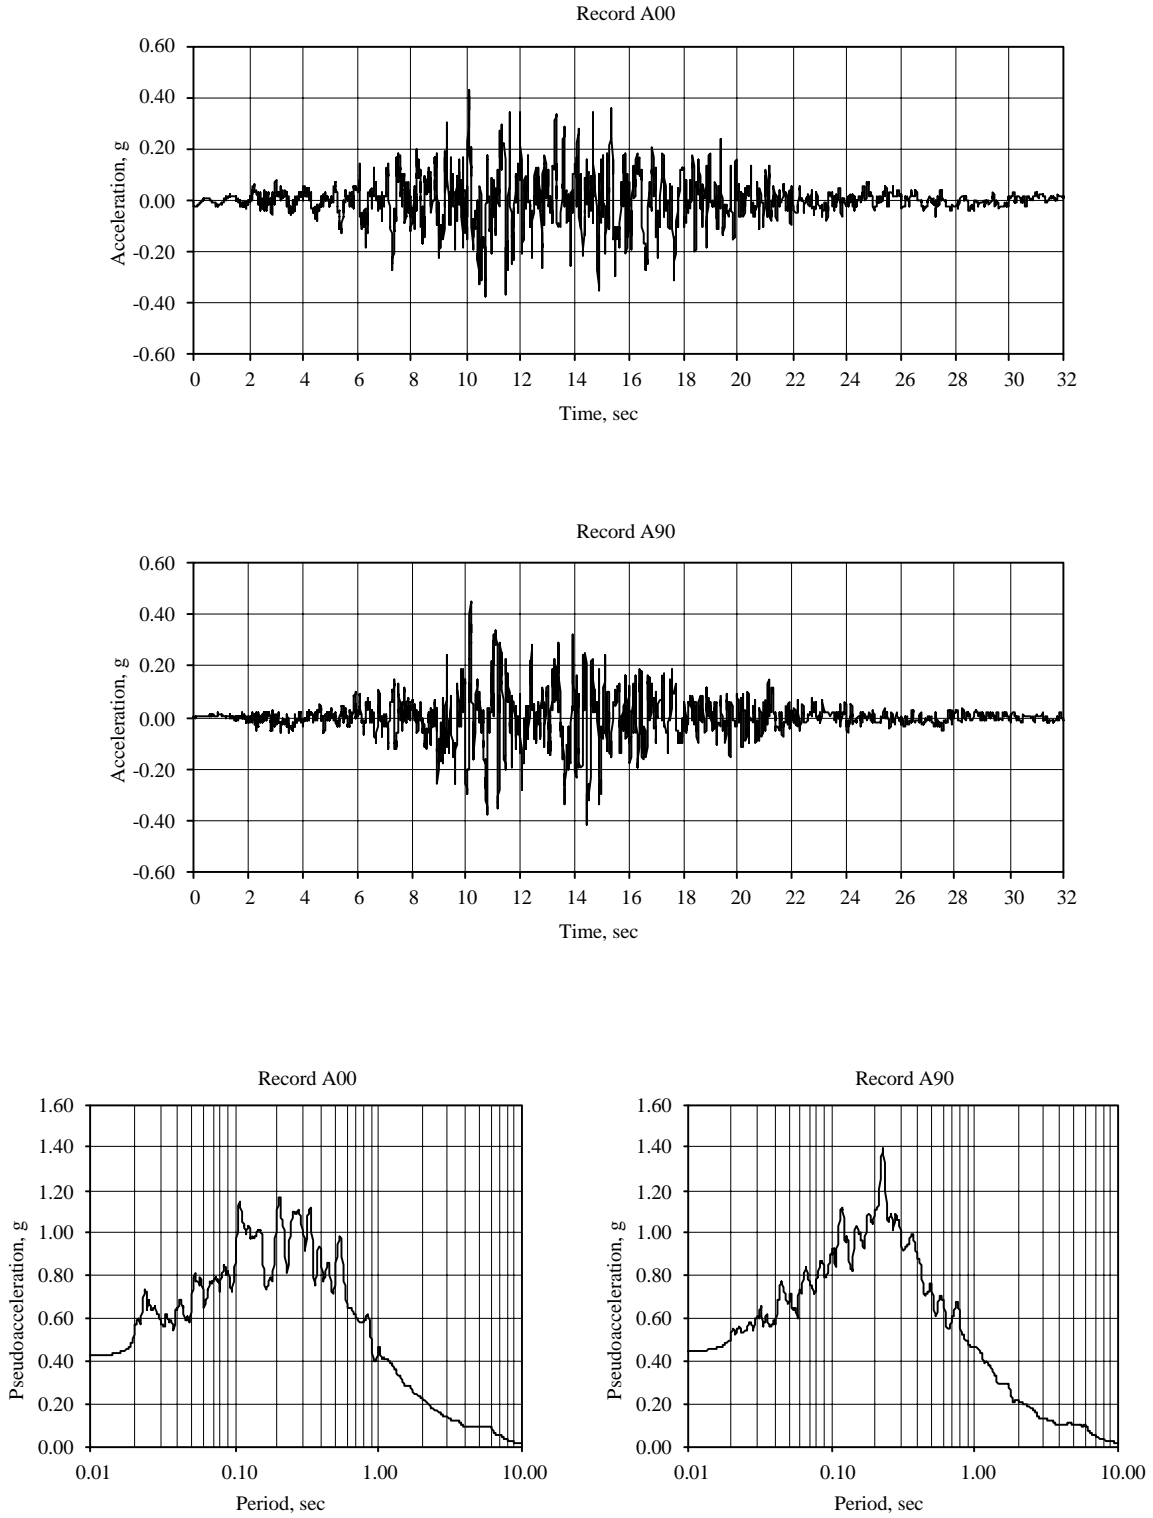 Record A00
0.60
0.40
0.20
0.00
-0.20
-0.40
-0.60
Acceleration, g
0 2 4 6 8 10 12 14 16 18 20 22 24 26 28 30 32
Time, sec
Record A90
0.60
0.40
0.20
0.00
-0.20
-0.40
-0.60
Acceleration, g
0 2 4 6 8 10 12 14 16 18 20 22 24 26 28 30 32
Time, sec
Record A00
1.60
1.40
1.20
1.00
0.80
0.60
0.40
0.20
0.00
Pseudoacceleration, g
0.01 0.10 1.00 10.00
Period, sec
Record A90
1.60
1.40
1.20
1.00
0.80
0.60
0.40
0.20
0.00
Pseudoacceleration, g
0.01 0.10 1.00 10.00
Period, sec